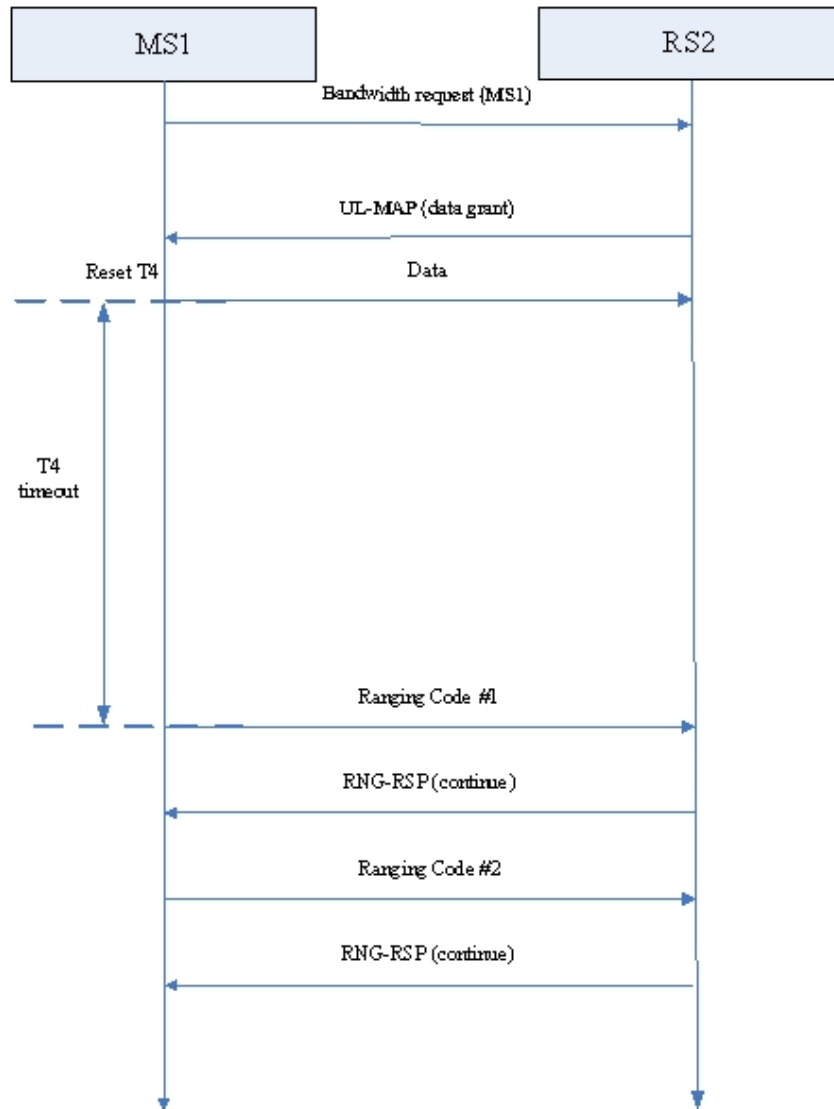 MS1
RS2
Bandwidth request (MS1)
UL-MAP (data grant)
Reset T4
Data
T4
timeout
Ranging Code #1
RNG-RSP (continue)
Ranging Code #2
RNG-RSP (continue)